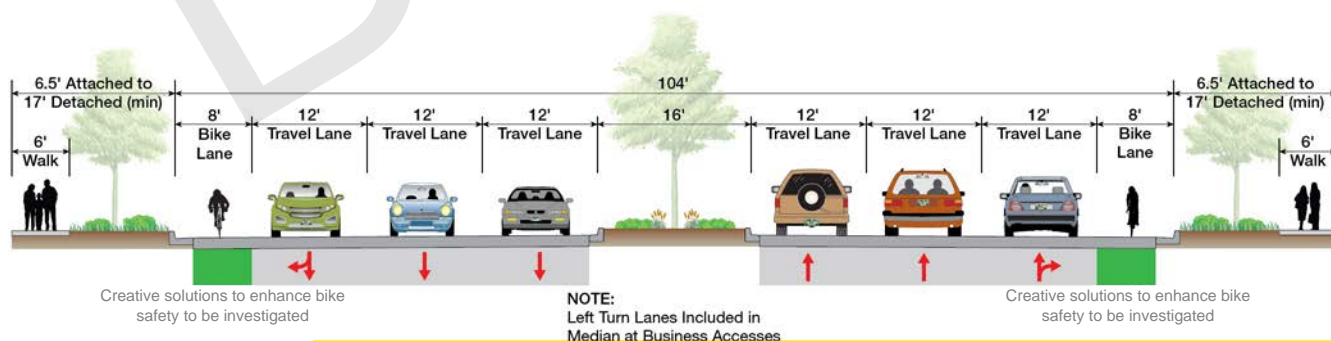 6.5' Attached to
17' Detached (min)
104'
6.5' Attached to
17' Detached (min)
6'
Walk
8'
Bike
Lane
12'
Travel Lane
12'
Travel Lane
12'
Travel Lane
16'
12'
Travel Lane
12'
Travel Lane
12'
Travel Lane
8'
Bike
Lane
6'
Walk
Creative solutions to enhance bike
safety to be investigated
NOTE:
Left Turn Lanes Included in
Median at Business Accesses
Creative solutions to enhance bike
safety to be investigated